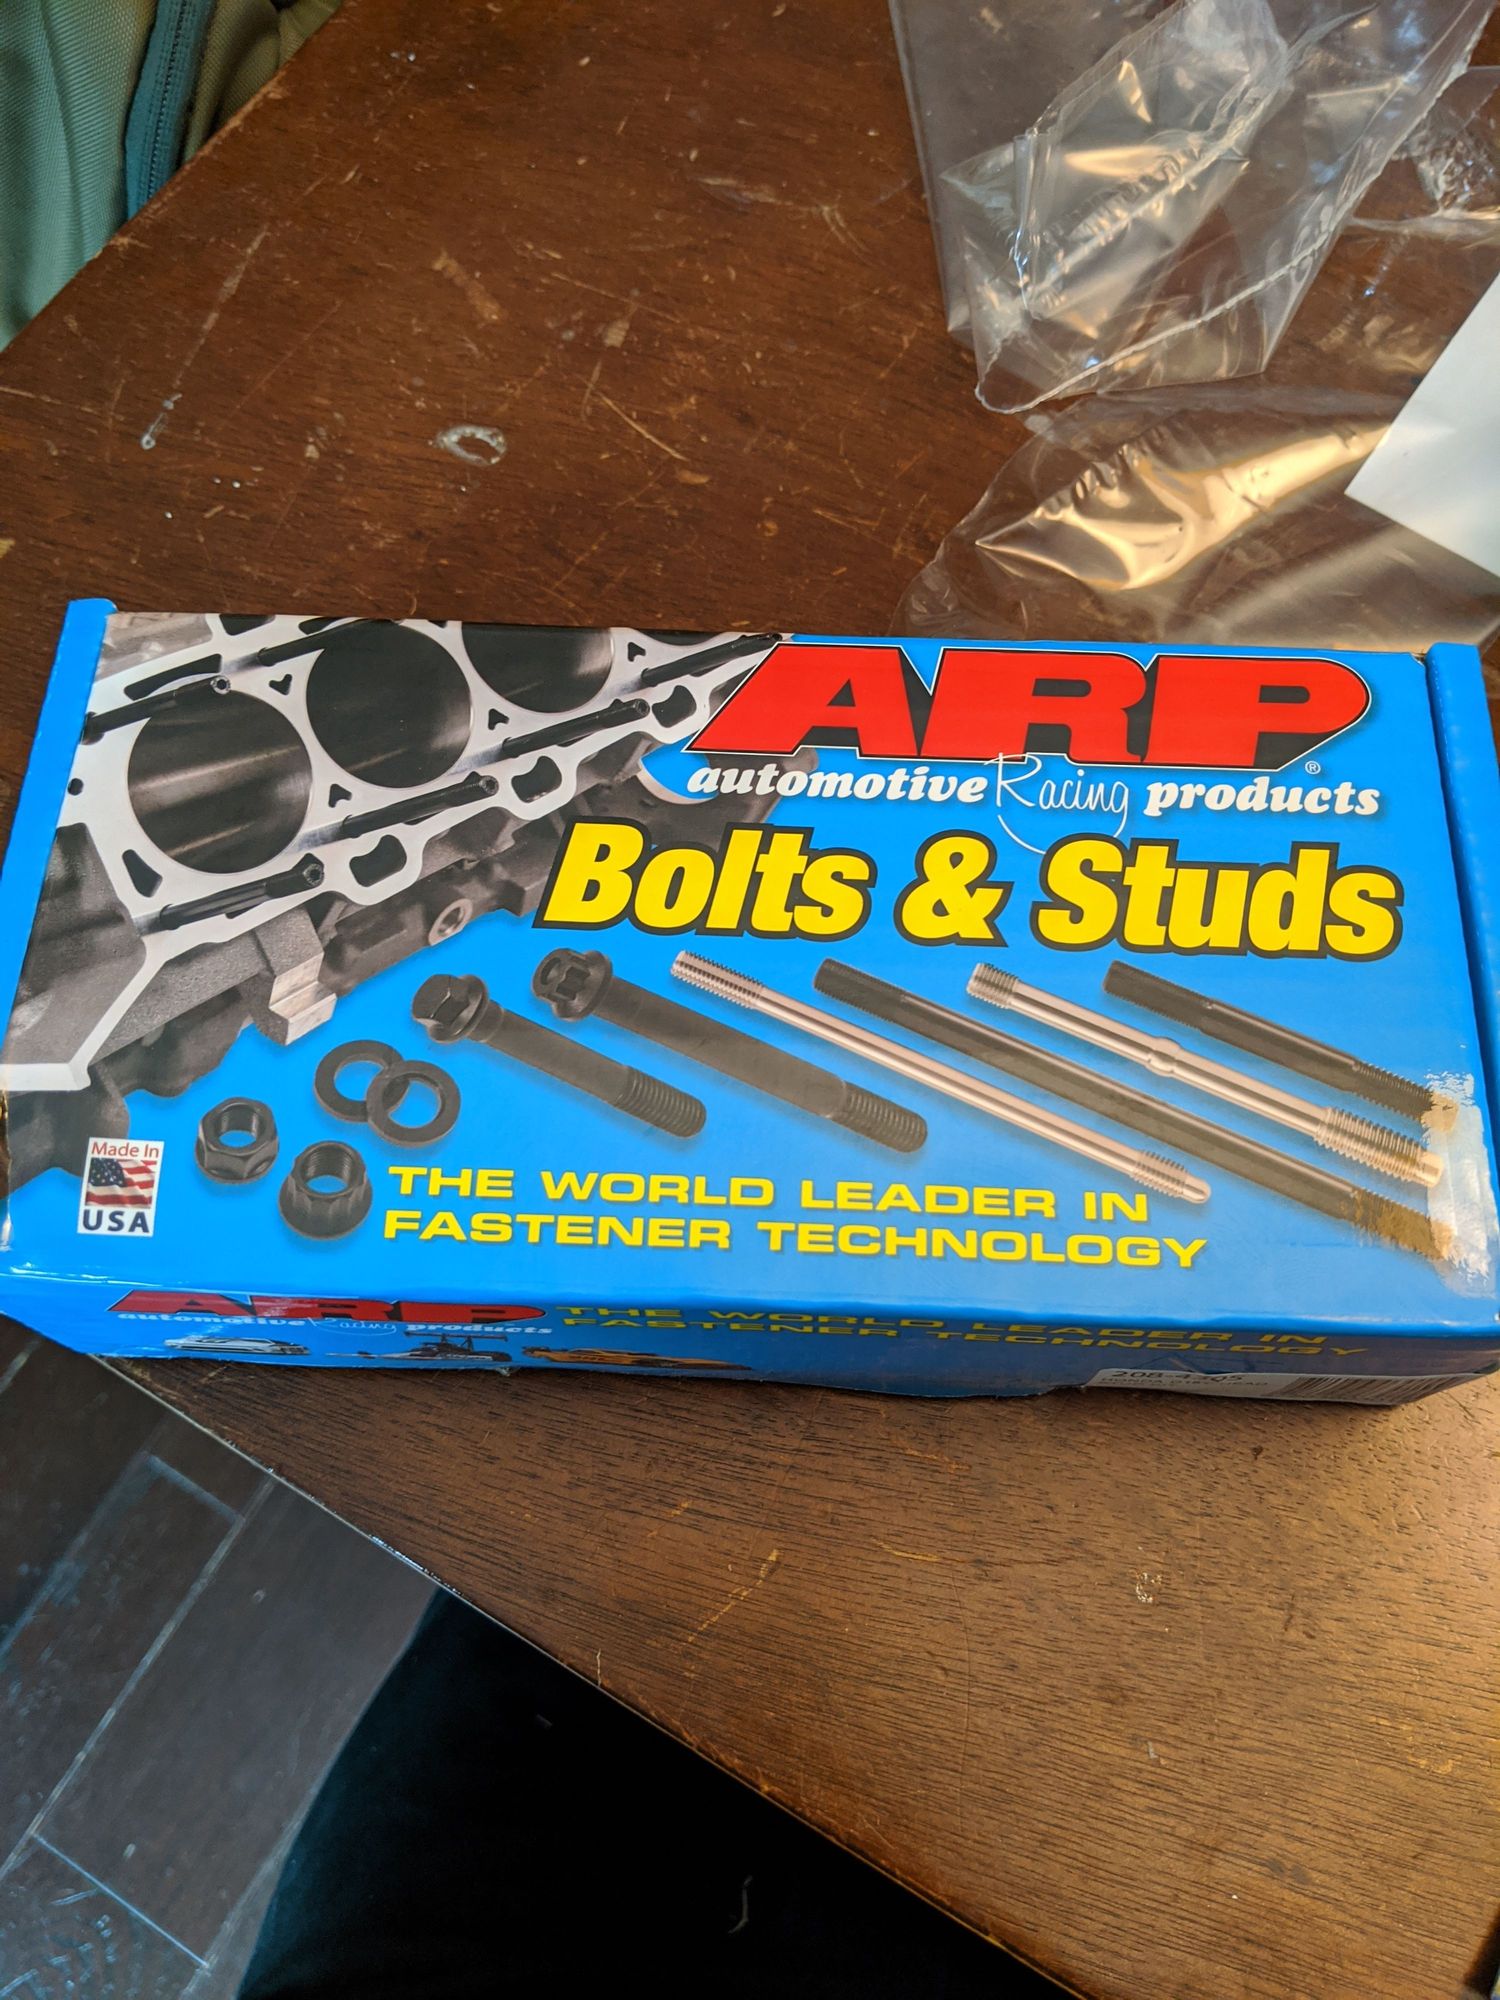 ARP®
automotive Racing products
Bolts & Studs
Made In
USA
THE WORLD LEADER IN
FASTENER TECHNOLOGY
ARP
automotive Racing products
THE WORLD LEADER IN
FASTENER TECHNOLOGY